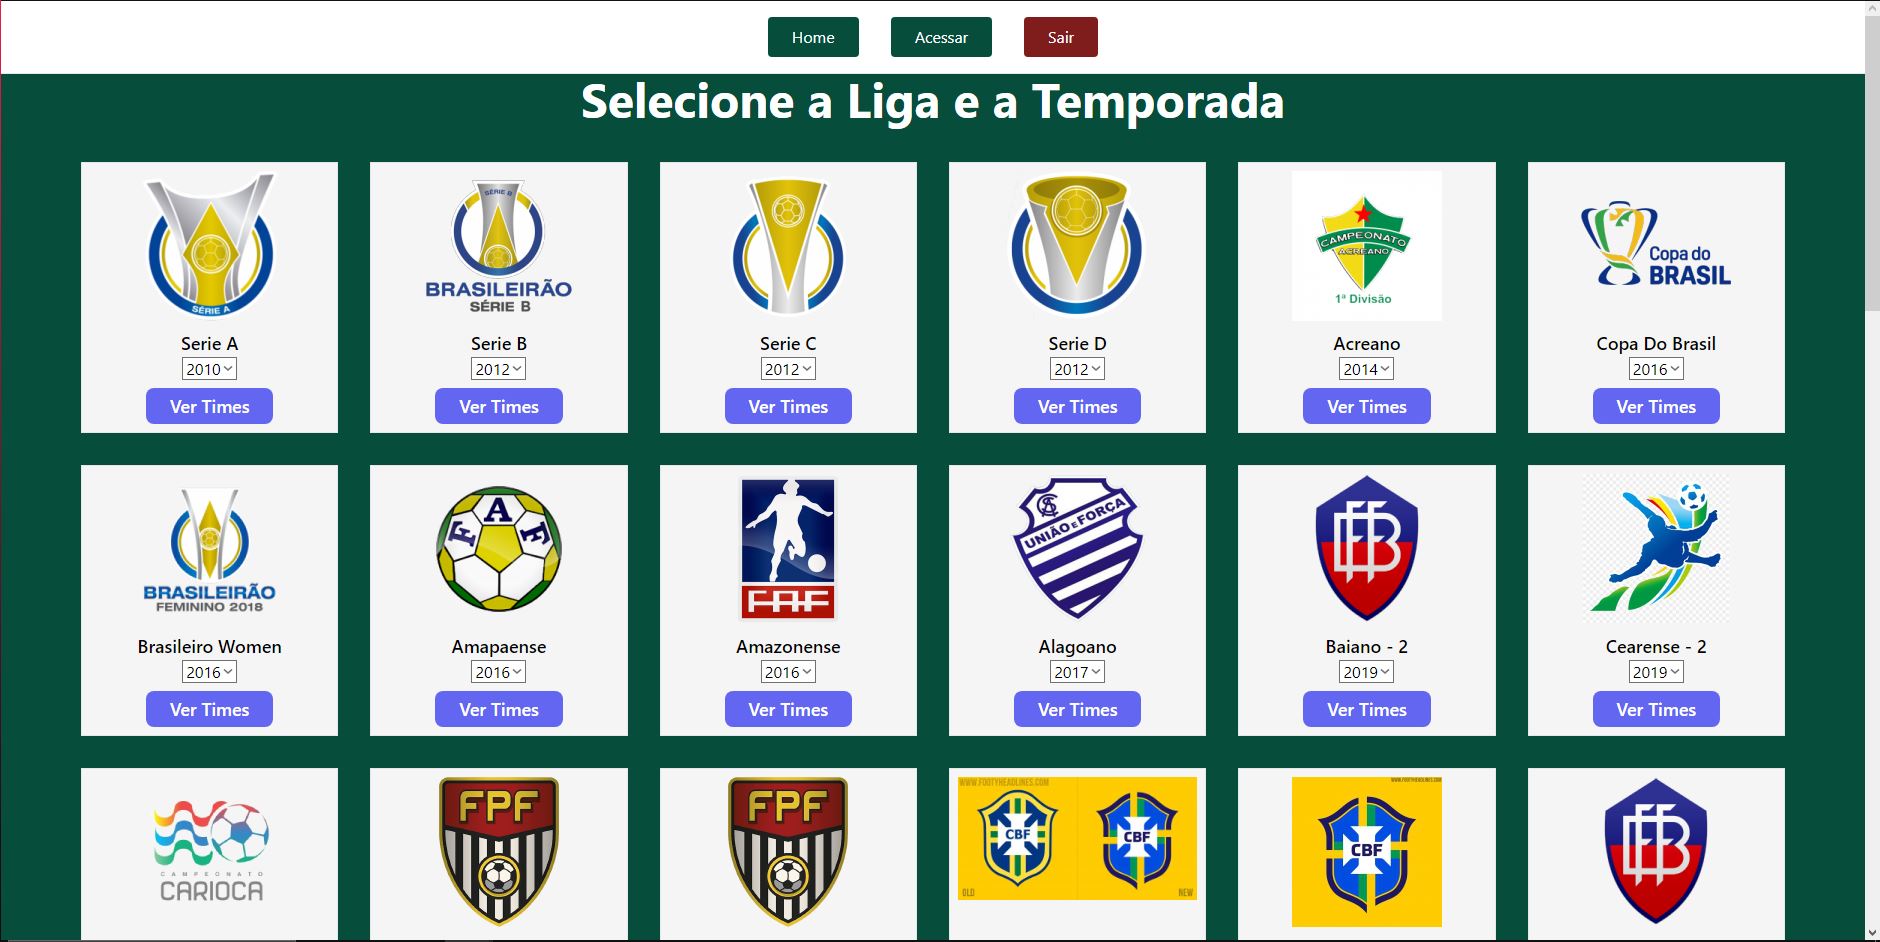 Home Acessar Sair
Selecione a Liga e a Temporada
SÉRIE A
Serie A
2010
Ver Times
SÉRIE B
BRASILEIRÃO
SÉRIE B
Serie B
2012
Ver Times
Serie C
2012
Ver Times
Serie D
2012
Ver Times
CAMPEONATO
ACREANO
1ª Divisão
Acreano
2014
Ver Times
Copa do
BRASIL
Copa Do Brasil
2016
Ver Times
BRASILEIRÃO
FEMININO 2018
Brasileiro Women
2016
Ver Times
FAF
Amapaense
2016
Ver Times
FAF
Amazonense
2016
Ver Times
CSA
UNIÃO E FORÇA
Alagoano
2017
Ver Times
FBF
Baiano - 2
2019
Ver Times
Cearense - 2
2019
Ver Times
CAMPEONATO
CARIOCA
FPF
FPF
WWW.FOOTYHEADLINES.COM
CBF
CBF
OLD
NEW
WWW.FOOTYHEADLINES.COM
CBF
FBF